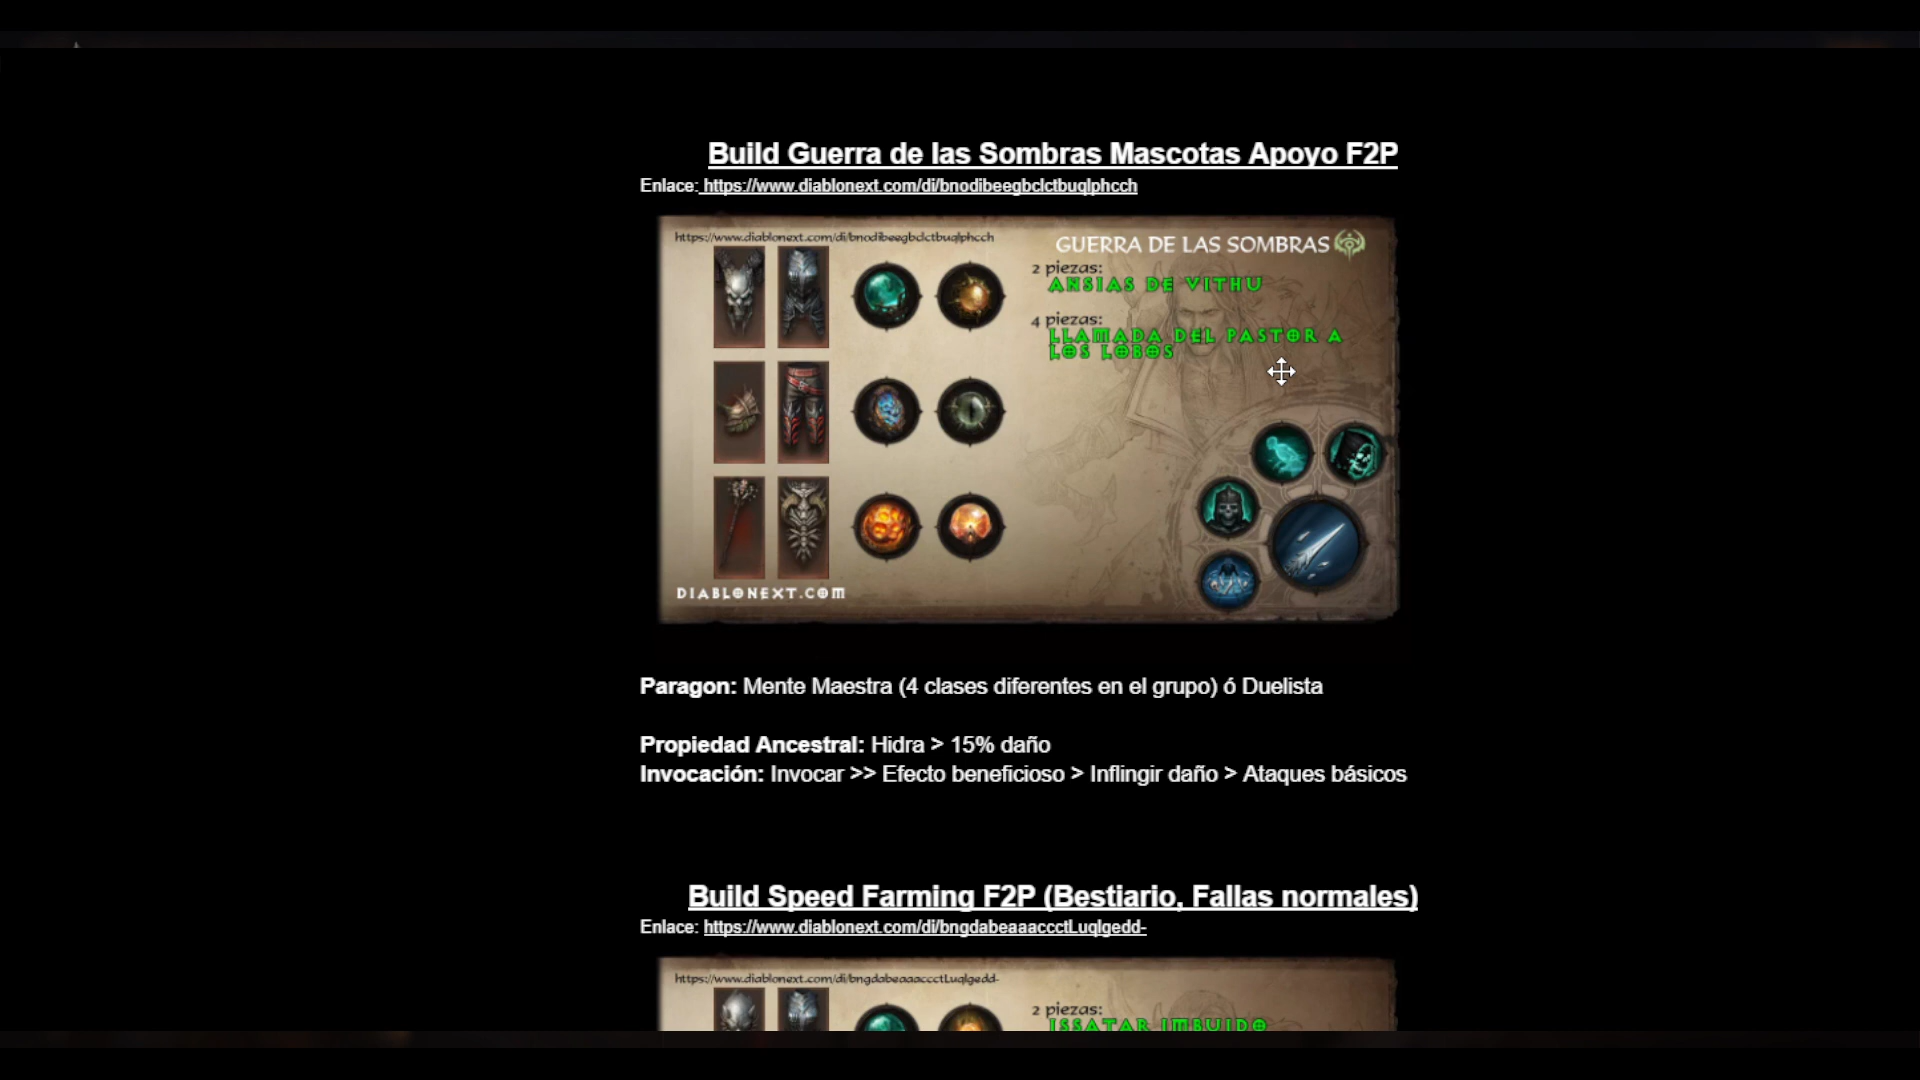 Build Guerra de las Sombras Mascotas Apoyo F2P
Enlace: https://www.diablonext.com/di/bnodibeegbclctbuqlphcch
https://www.diablonext.com/di/bnodibeegbclctbuqlphcch
GUERRA DE LAS SOMBRAS
2 piezas:
ANSIAS DE VITHU
4 piezas:
LLAMADA DEL PASTOR A
LOS LOBOS
DIABLONEXT.COM
Paragon: Mente Maestra (4 clases diferentes en el grupo) ó Duelista
Propiedad Ancestral: Hidra > 15% daño
Invocación: Invocar >> Efecto beneficioso > Inflingir daño > Ataques básicos
Build Speed Farming F2P (Bestiario, Fallas normales)
Enlace: https://www.diablonext.com/di/bngdabeaaaccctLuqlgedd-
https://www.diablonext.com/di/bngdabeaaaccctLuqlgedd-
2 piezas:
ISSATAR IMBUIDO